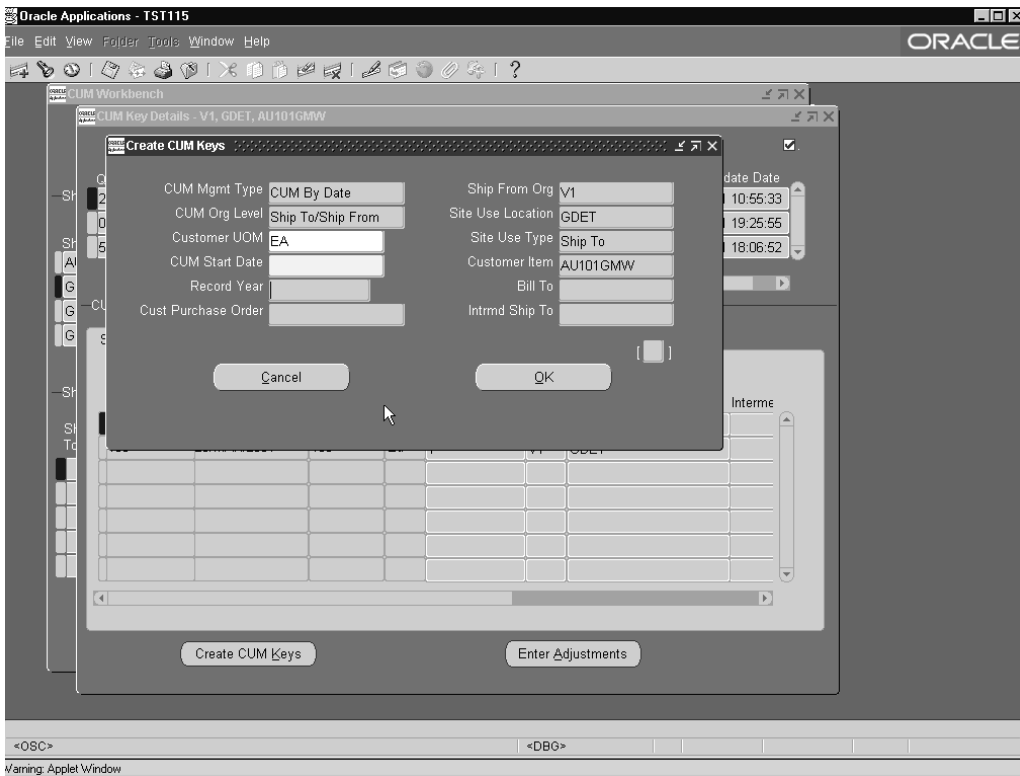 Oracle Applications - TST115
File Edit View Folder Tools Window Help
ORACLE
CUM Workbench
CUM Key Details - V1, GDET, AU101GMW
Create CUM Keys
CUM Mgmt Type CUM By Date Ship From Org V1
CUM Org Level Ship To/Ship From Site Use Location GDET
Customer UOM EA Site Use Type Ship To
CUM Start Date Customer Item AU101GMW
Record Year Bill To
Cust Purchase Order Intrmd Ship To
[ ]
Cancel OK
date Date
10:55:33
19:25:55
18:06:52
Sh
Sh
G
G
G
Sh
To
Interme
Create CUM Keys Enter Adjustments
<OSC> <DBG>
Warning: Applet Window